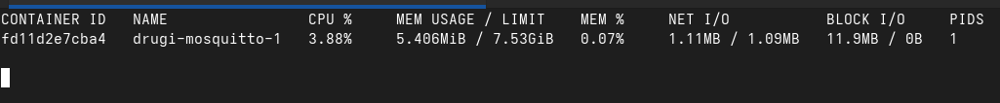 CONTAINER ID NAME CPU % MEM USAGE / LIMIT MEM % NET I/O BLOCK I/O PIDS
fd11d2e7cba4 drugi-mosquitto-1 3.88% 5.406MiB / 7.53GiB 0.07% 1.11MB / 1.09MB 11.9MB / 0B 1